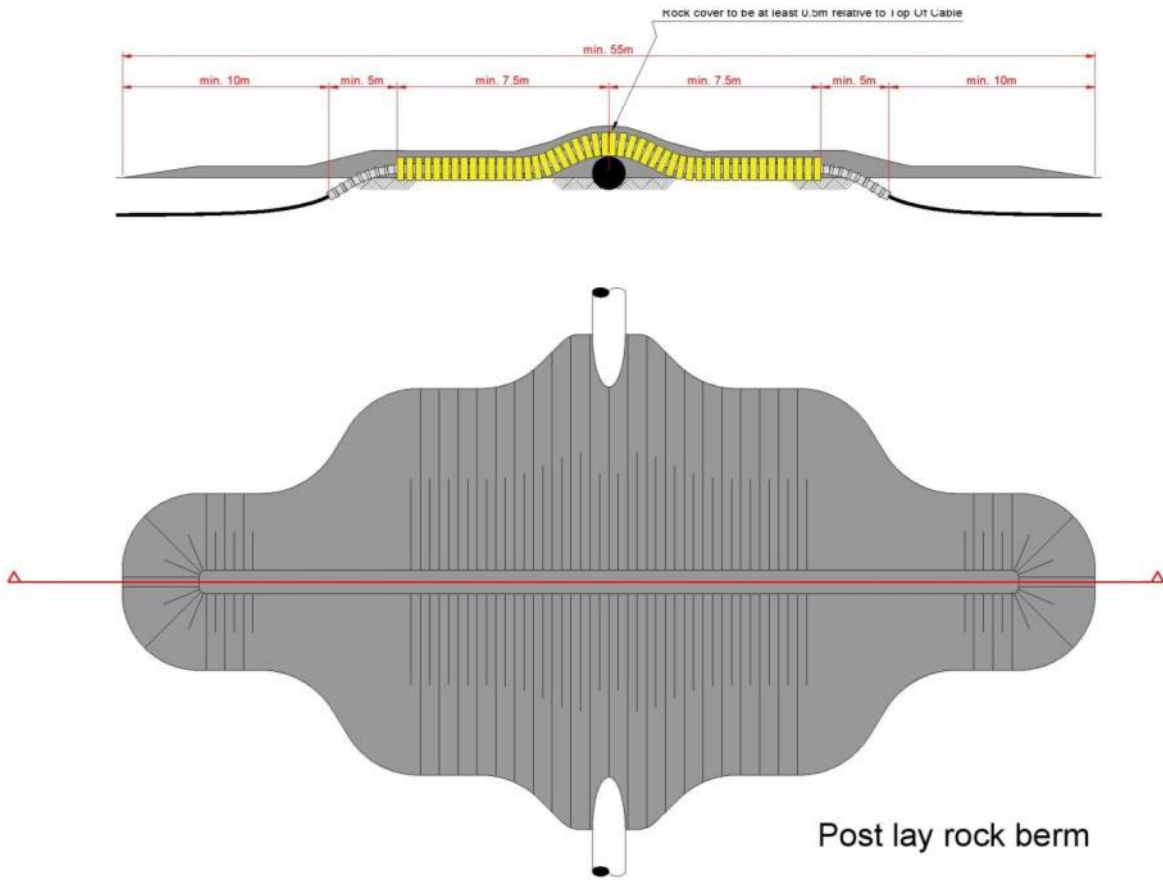 Rock cover to be at least 0.5m relative to Top Of Cable
min. 55m
min. 10m min. 5m min. 7.5m min. 7.5m min. 5m min. 10m
Post lay rock berm